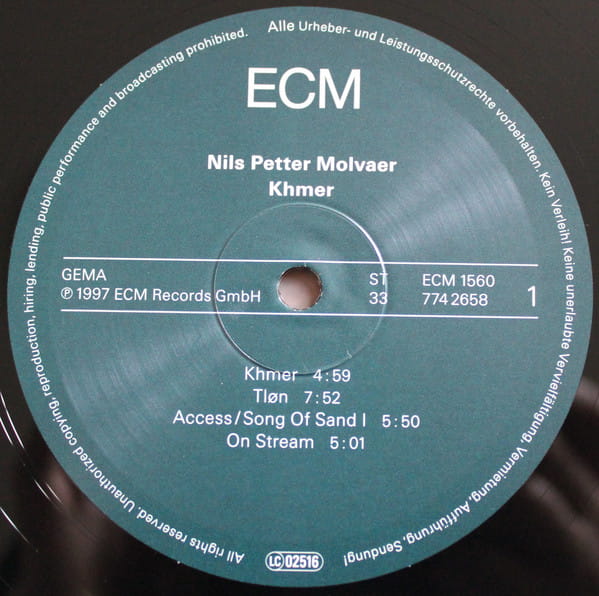 ECM
Nils Petter Molvaer
Khmer
GEMA
℗ 1997 ECM Records GmbH
ST
33
ECM 1560
774 2658
1
Khmer 4:59
Tløn 7:52
Access/Song Of Sand I 5:50
On Stream 5:01
Alle Urheber- und Leistungsschutzrechte vorbehalten. Kein Verleih! Keine unerlaubte Vervielfältigung, Vermietung, Aufführung, Sendung!
LC 02516
All rights reserved. Unauthorized copying, reproduction, hiring, lending, public performance and broadcasting prohibited.